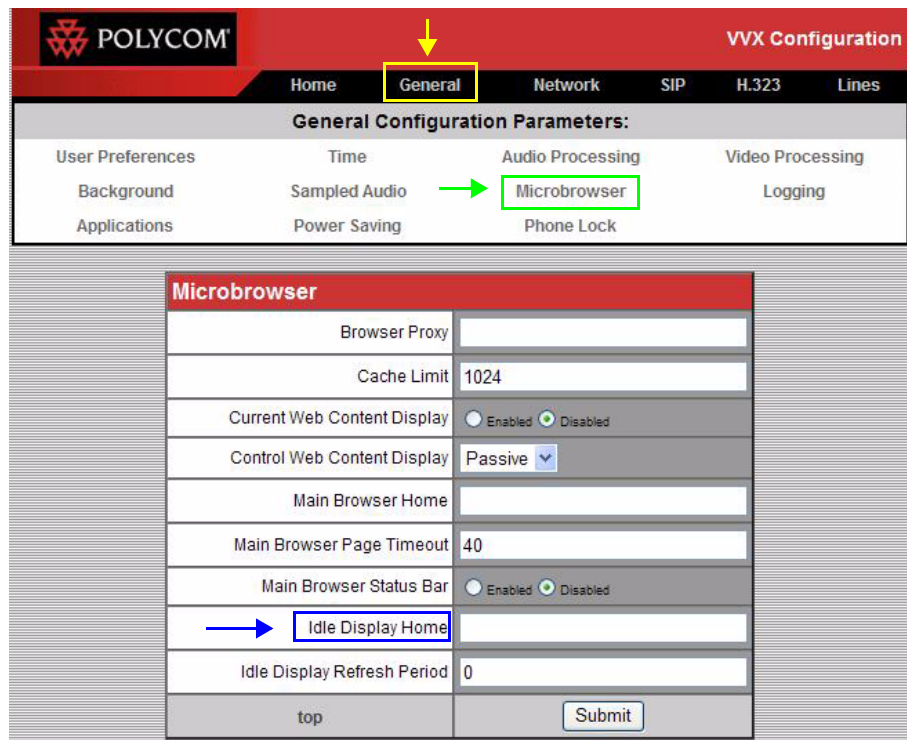 POLYCOM
VVX Configuration
Home General Network SIP H.323 Lines
General Configuration Parameters:
User Preferences Time Audio Processing Video Processing
Background Sampled Audio Microbrowser Logging
Applications Power Saving Phone Lock
Microbrowser
Browser Proxy
Cache Limit 1024
Current Web Content Display Enabled Disabled
Control Web Content Display Passive
Main Browser Home
Main Browser Page Timeout 40
Main Browser Status Bar Enabled Disabled
Idle Display Home
Idle Display Refresh Period 0
top Submit